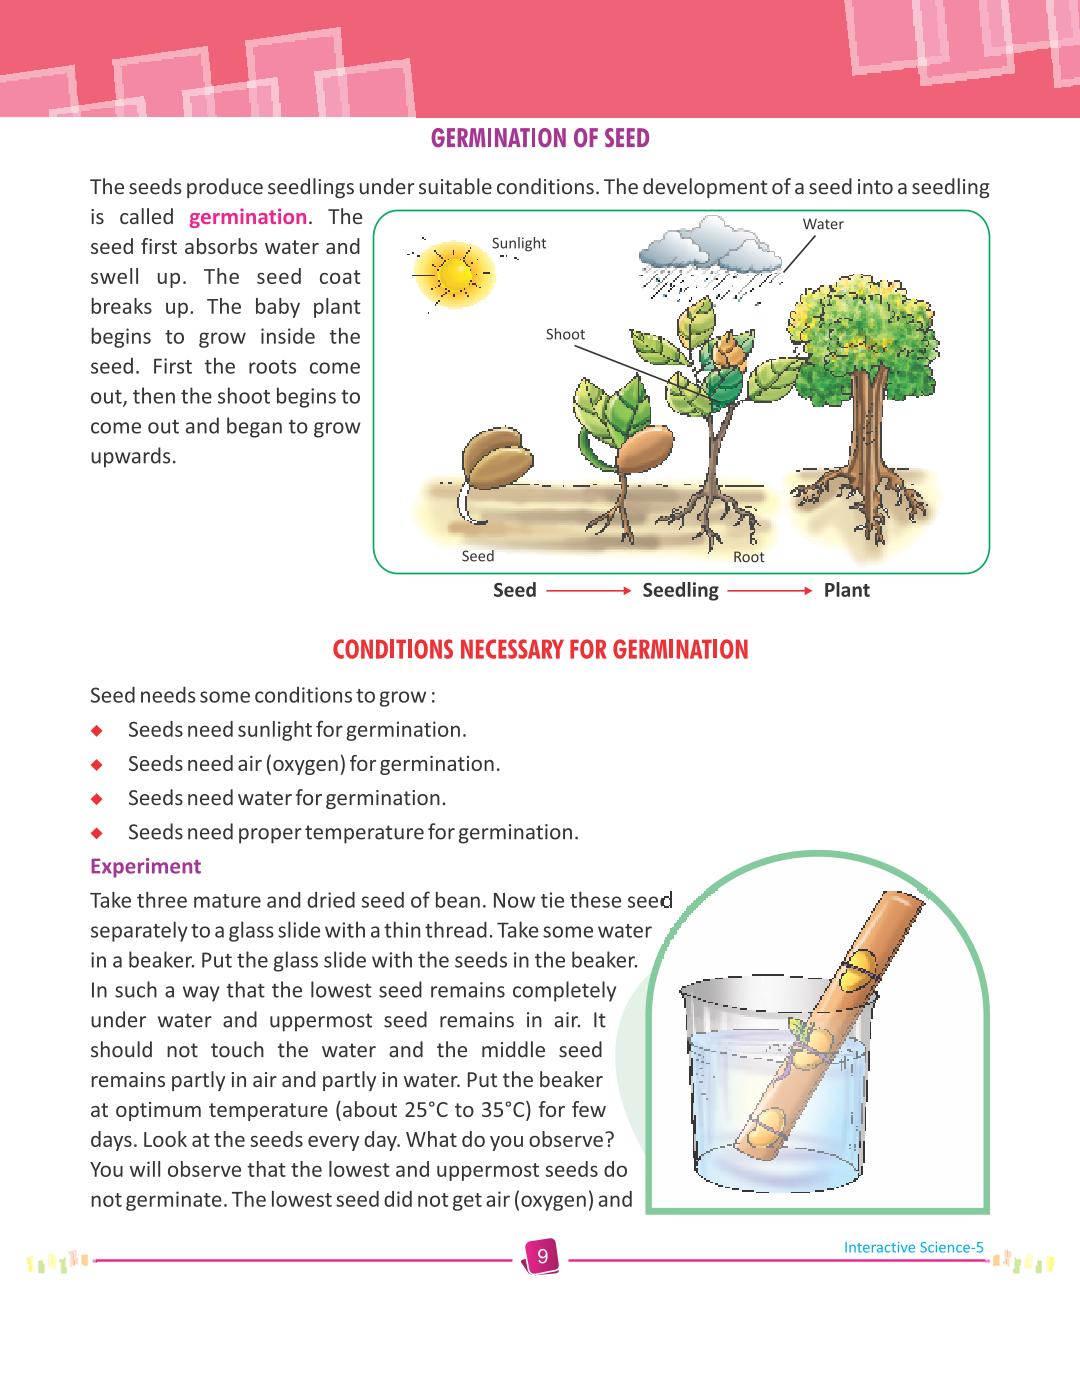 GERMINATION OF SEED
The seeds produce seedlings under suitable conditions. The development of a seed into a seedling
is called germination. The
seed first absorbs water and
swell up. The seed coat
breaks up. The baby plant
begins to grow inside the
seed. First the roots come
out, then the shoot begins to
come out and began to grow
upwards.
Sunlight
Water
Shoot
Seed
Root
Seed
Seedling
Plant
CONDITIONS NECESSARY FOR GERMINATION
Seed needs some conditions to grow :
Seeds need sunlight for germination.
Seeds need air (oxygen) for germination.
Seeds need water for germination.
Seeds need proper temperature for germination.
Experiment
Take three mature and dried seed of bean. Now tie these seed
separately to a glass slide with a thin thread. Take some water
in a beaker. Put the glass slide with the seeds in the beaker.
In such a way that the lowest seed remains completely
under water and uppermost seed remains in air. It
should not touch the water and the middle seed
remains partly in air and partly in water. Put the beaker
at optimum temperature (about 25°C to 35°C) for few
days. Look at the seeds every day. What do you observe?
You will observe that the lowest and uppermost seeds do
not germinate. The lowest seed did not get air (oxygen) and
9
Interactive Science-5